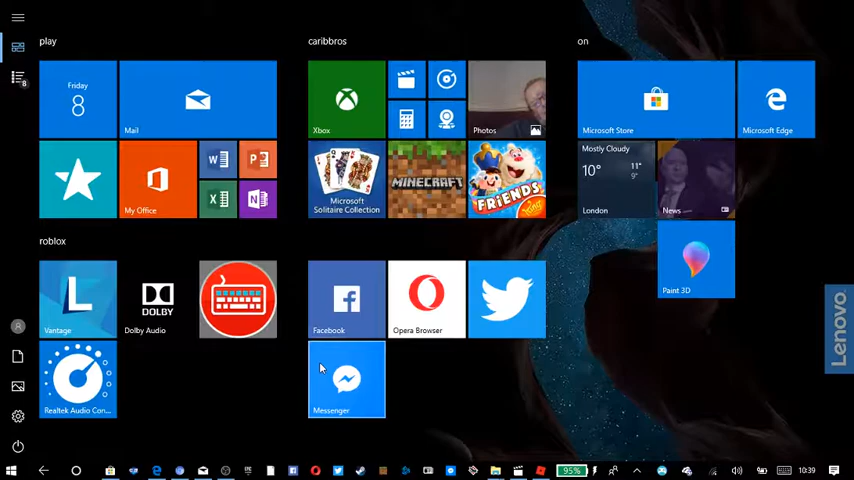 play
caribbros
on
Friday
8
Mail
Xbox
Photos
Microsoft Store
Microsoft Edge
My Office
Microsoft
Solitaire Collection
MINECRAFT
FRIENDS
King
Mostly Cloudy
10°
11°
9°
London
News
roblox
Paint 3D
Vantage
DOLBY
Dolby Audio
Facebook
Opera Browser
Realtek Audio Con...
Messenger
Lenovo
8
95%
10:39